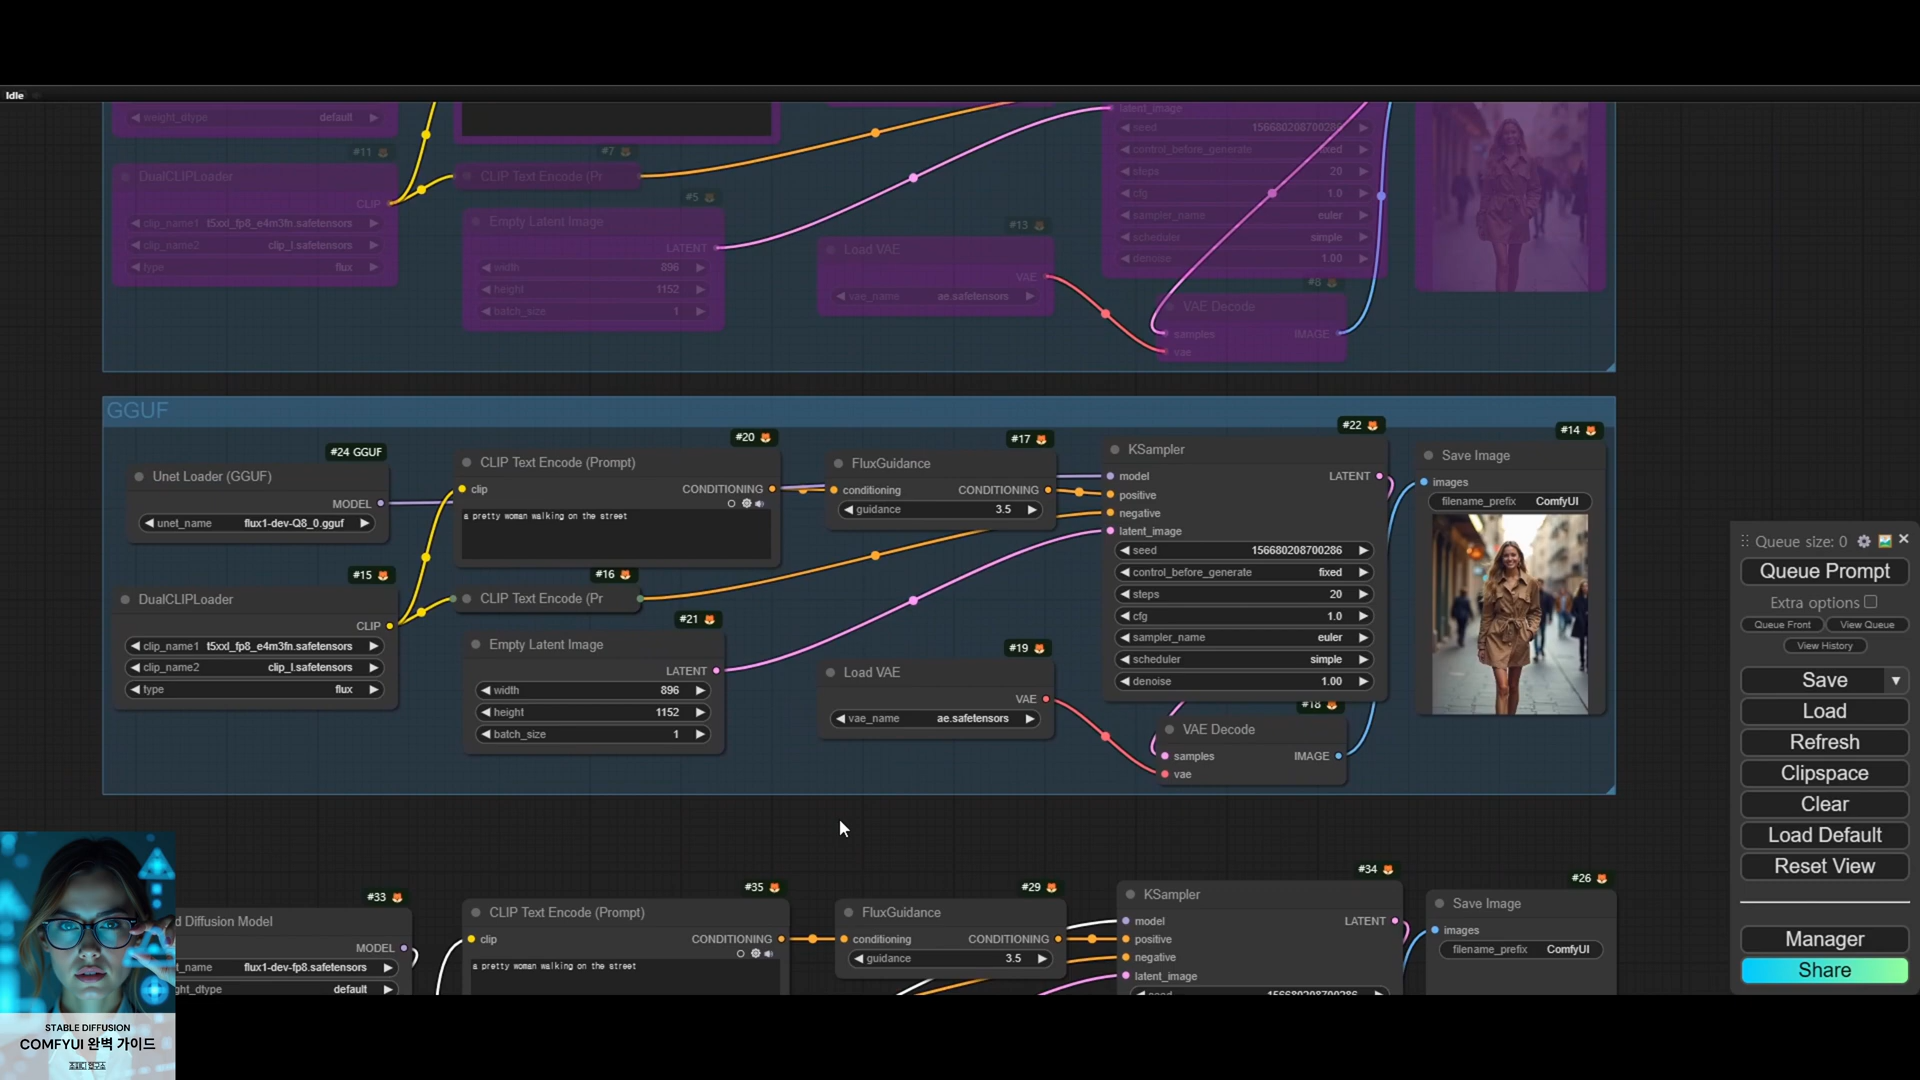 Idle
weight_dtype default
#11
DualCLIPLoader
CLIP
clip_name1 t5xxl_fp8_e4m3fn.safetensors
clip_name2 clip_l.safetensors
type flux
#7
CLIP Text Encode (Pr
#5
Empty Latent Image
LATENT
width 896
height 1152
batch_size 1
#13
Load VAE
VAE
vae_name ae.safetensors
latent_image
seed 156680208700286
control_before_generate fixed
steps 20
cfg 1.0
sampler_name euler
scheduler simple
denoise 1.00
#8
VAE Decode
samples IMAGE
vae
GGUF
#24 GGUF
Unet Loader (GGUF)
MODEL
unet_name flux1-dev-Q8_0.gguf
#15
DualCLIPLoader
CLIP
clip_name1 t5xxl_fp8_e4m3fn.safetensors
clip_name2 clip_l.safetensors
type flux
#20
CLIP Text Encode (Prompt)
clip CONDITIONING
a pretty woman walking on the street
#16
CLIP Text Encode (Pr
#21
Empty Latent Image
LATENT
width 896
height 1152
batch_size 1
#17
FluxGuidance
conditioning CONDITIONING
guidance 3.5
#19
Load VAE
VAE
vae_name ae.safetensors
#22
KSampler
model LATENT
positive
negative
latent_image
seed 156680208700286
control_before_generate fixed
steps 20
cfg 1.0
sampler_name euler
scheduler simple
denoise 1.00
#18
VAE Decode
samples IMAGE
vae
#14
Save Image
images
filename_prefix ComfyUI
Queue size: 0
Queue Prompt
Extra options
Queue Front View Queue
View History
Save
Load
Refresh
Clipspace
Clear
Load Default
Reset View
Manager
Share
#33
d Diffusion Model
MODEL
t_name flux1-dev-fp8.safetensors
ght_dtype default
#35
CLIP Text Encode (Prompt)
clip CONDITIONING
a pretty woman walking on the street
#29
FluxGuidance
conditioning CONDITIONING
guidance 3.5
#34
KSampler
model LATENT
positive
negative
latent_image
seed 156680208700286
#26
Save Image
images
filename_prefix ComfyUI
STABLE DIFFUSION
COMFYUI 완벽 가이드